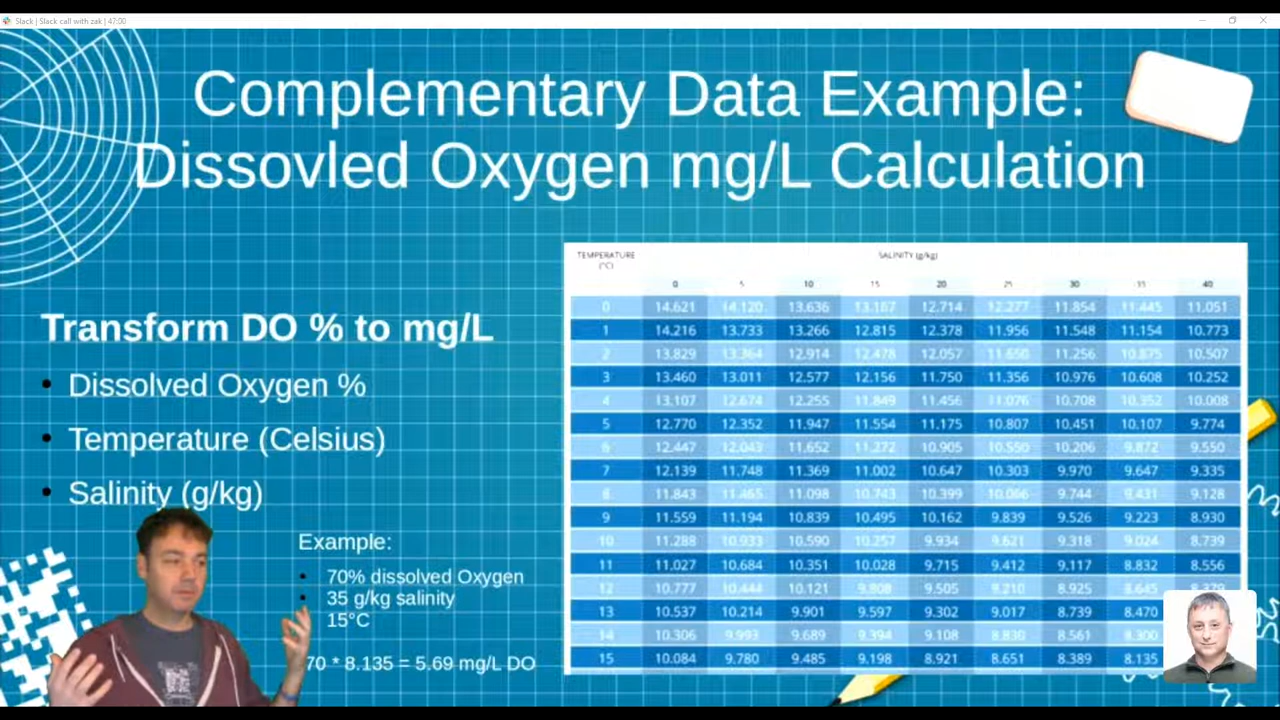 Slack | Slack call with zak | 47:00
Complementary Data Example:
Dissovled Oxygen mg/L Calculation
Transform DO % to mg/L
• Dissolved Oxygen %
• Temperature (Celsius)
• Salinity (g/kg)
Example:
• 70% dissolved Oxygen
• 35 g/kg salinity
15°C
70 * 8.135 = 5.69 mg/L DO
TEMPERATURE SALINITY (g/kg)
(°C)
0 5 10 15 20 25 30 35 40
0 14.621 14.120 13.636 13.167 12.714 12.277 11.854 11.445 11.051
1 14.216 13.733 13.266 12.815 12.378 11.956 11.548 11.154 10.773
2 13.829 13.364 12.914 12.478 12.057 11.650 11.256 10.875 10.507
3 13.460 13.011 12.577 12.156 11.750 11.356 10.976 10.608 10.252
4 13.107 12.674 12.255 11.849 11.456 11.076 10.708 10.352 10.008
5 12.770 12.352 11.947 11.554 11.175 10.807 10.451 10.107 9.774
6 12.447 12.043 11.652 11.272 10.905 10.550 10.206 9.872 9.550
7 12.139 11.748 11.369 11.002 10.647 10.303 9.970 9.647 9.335
8 11.843 11.465 11.098 10.743 10.399 10.066 9.744 9.431 9.128
9 11.559 11.194 10.839 10.495 10.162 9.839 9.526 9.223 8.930
10 11.288 10.933 10.590 10.257 9.934 9.621 9.318 9.024 8.739
11 11.027 10.684 10.351 10.028 9.715 9.412 9.117 8.832 8.556
12 10.777 10.444 10.121 9.808 9.505 9.210 8.925 8.645 8.379
13 10.537 10.214 9.901 9.597 9.302 9.017 8.739 8.470
14 10.306 9.993 9.689 9.394 9.108 8.830 8.561 8.300
15 10.084 9.780 9.485 9.198 8.921 8.651 8.389 8.135